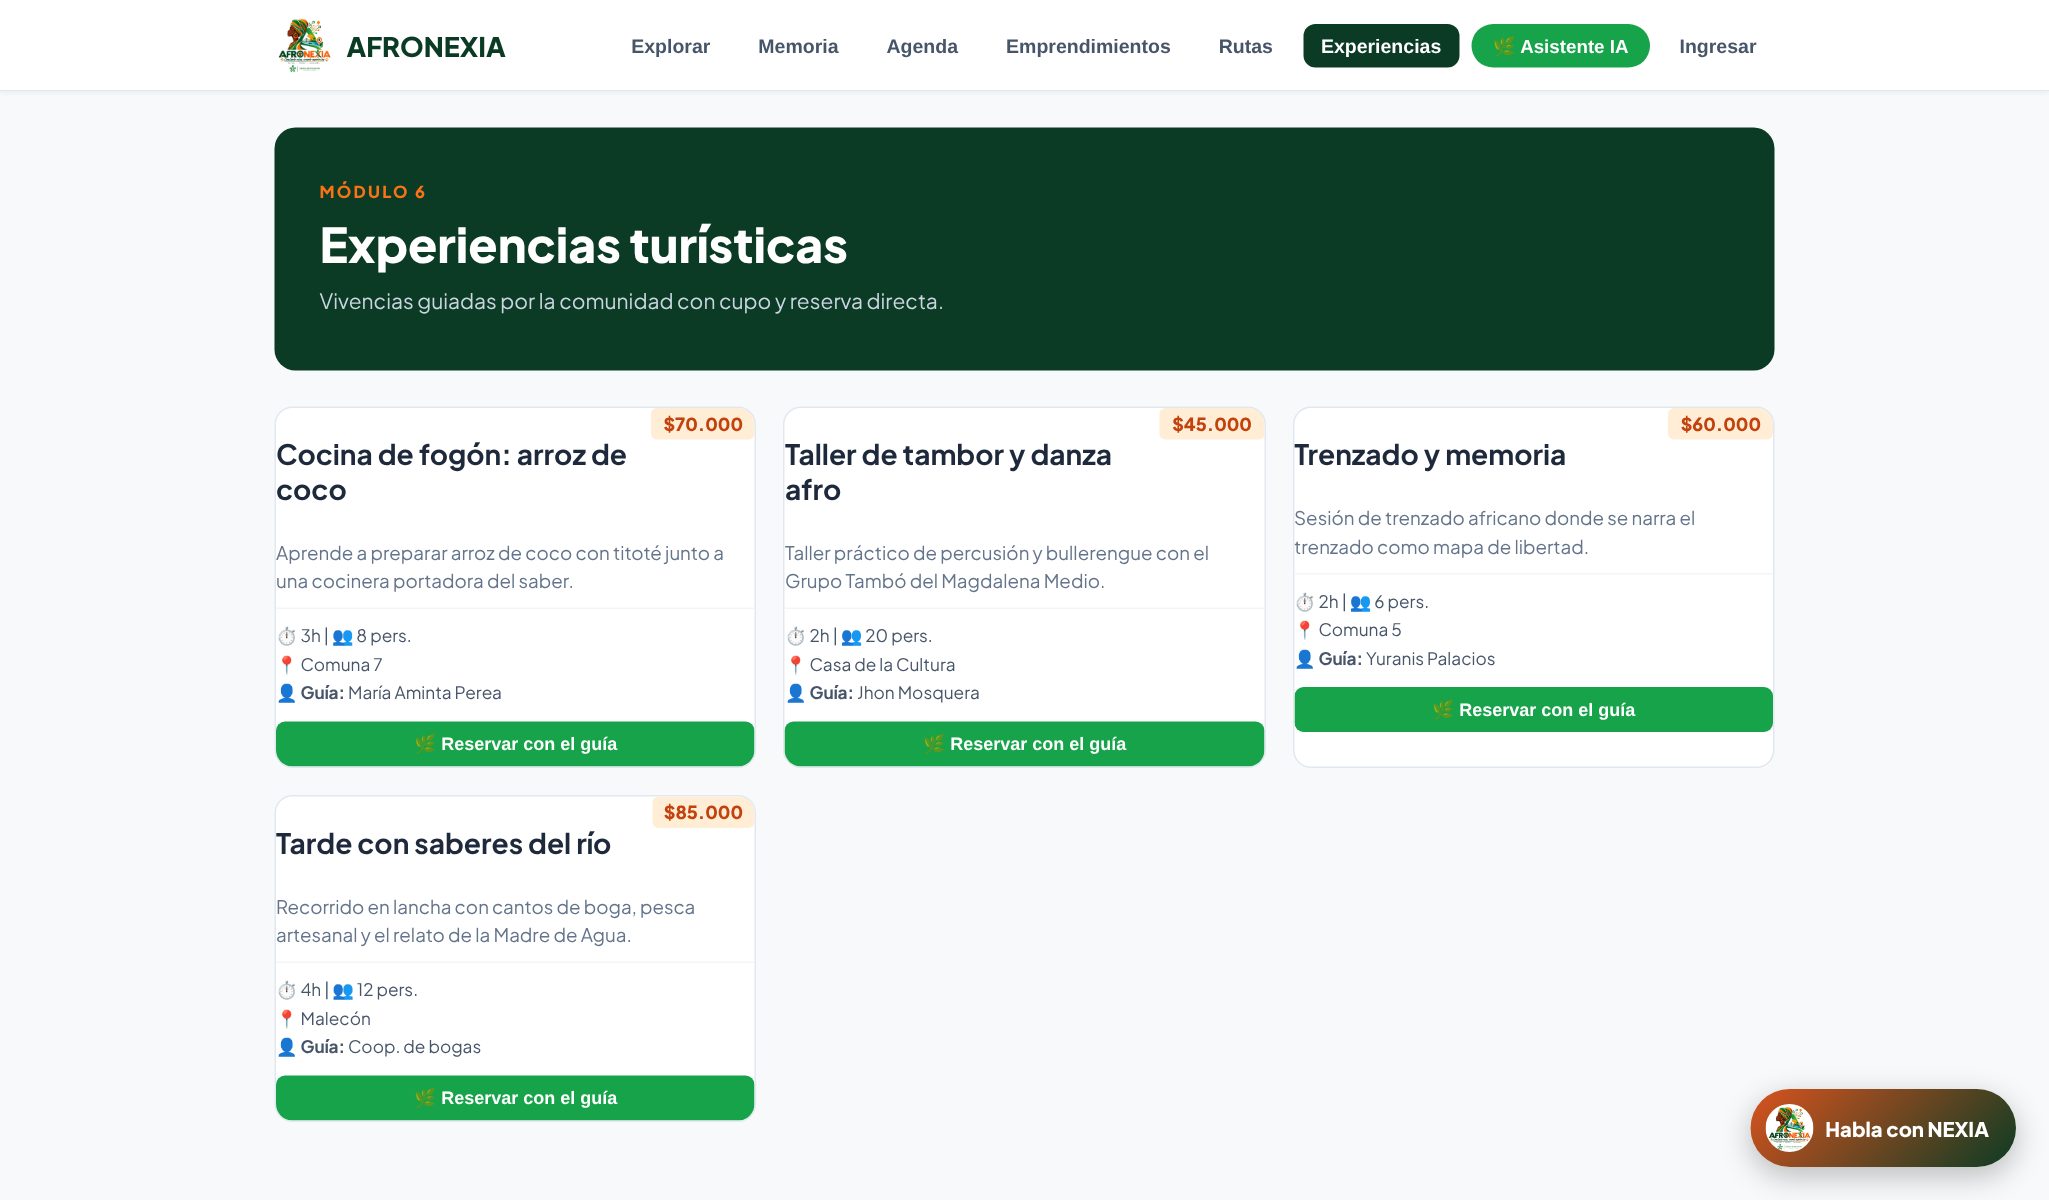 AFRONEXIA
AFRONEXIA
Explorar
Memoria
Agenda
Emprendimientos
Rutas
Experiencias
Asistente IA
Ingresar
MÓDULO 6
Experiencias turísticas
Vivencias guiadas por la comunidad con cupo y reserva directa.
$70.000
Cocina de fogón: arroz de
coco
Aprende a preparar arroz de coco con titoté junto a
una cocinera portadora del saber.
3h | 8 pers.
Comuna 7
Guía: María Aminta Perea
Reservar con el guía
$45.000
Taller de tambor y danza
afro
Taller práctico de percusión y bullerengue con el
Grupo Tambó del Magdalena Medio.
2h | 20 pers.
Casa de la Cultura
Guía: Jhon Mosquera
Reservar con el guía
$60.000
Trenzado y memoria
Sesión de trenzado africano donde se narra el
trenzado como mapa de libertad.
2h | 6 pers.
Comuna 5
Guía: Yuranis Palacios
Reservar con el guía
$85.000
Tarde con saberes del río
Recorrido en lancha con cantos de boga, pesca
artesanal y el relato de la Madre de Agua.
4h | 12 pers.
Malecón
Guía: Coop. de bogas
Reservar con el guía
AFRONEXIA
Habla con NEXIA